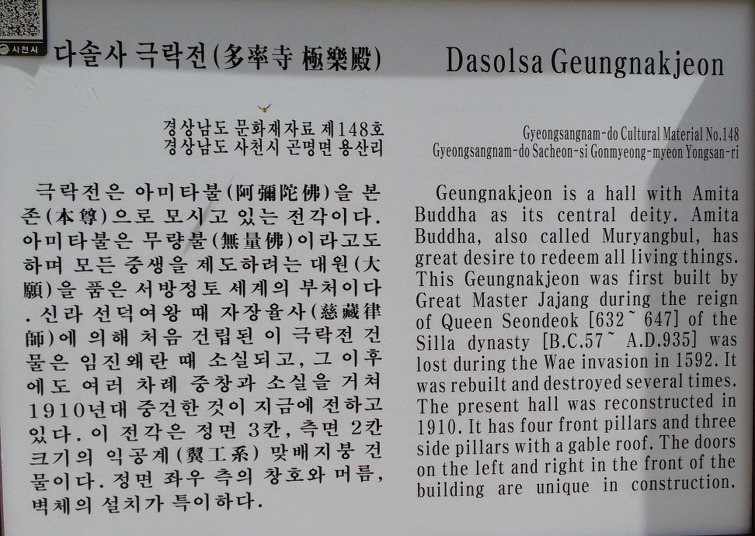 사천시
다솔사 극락전(多率寺 極樂殿)
경상남도 문화재자료 제148호
경상남도 사천시 곤명면 용산리
극락전은 아미타불(阿彌陀佛)을 본
존(本尊)으로 모시고 있는 전각이다.
아미타불은 무량불(無量佛)이라고도
하며 모든 중생을 제도하려는 대원(大
願)을 품은 서방정토 세계의 부처이다
. 신라 선덕여왕 때 자장율사(慈藏律
師)에 의해 처음 건립된 이 극락전 건
물은 임진왜란 때 소실되고, 그 이후
에도 여러 차례 중창과 소실을 거쳐
1910년대 중건한 것이 지금에 전하고
있다. 이 전각은 정면 3칸, 측면 2칸
크기의 익공계(翼工系) 맞배지붕 건
물이다. 정면 좌우 측의 창호와 머름,
벽체의 설치가 특이하다.
Dasolsa Geungnakjeon
Gyeongsangnam-do Cultural Material No.148
Gyeongsangnam-do Sacheon-si Gonmyeong-myeon Yongsan-ri
Geungnakjeon is a hall with Amita
Buddha as its central deity. Amita
Buddha, also called Muryangbul, has
great desire to redeem all living things.
This Geungnakjeon was first built by
Great Master Jajang during the reign
of Queen Seondeok [632~ 647] of the
Silla dynasty [B.C.57~ A.D.935] was
lost during the Wae invasion in 1592. It
was rebuilt and destroyed several times.
The present hall was reconstructed in
1910. It has four front pillars and three
side pillars with a gable roof. The doors
on the left and right in the front of the
building are unique in construction.